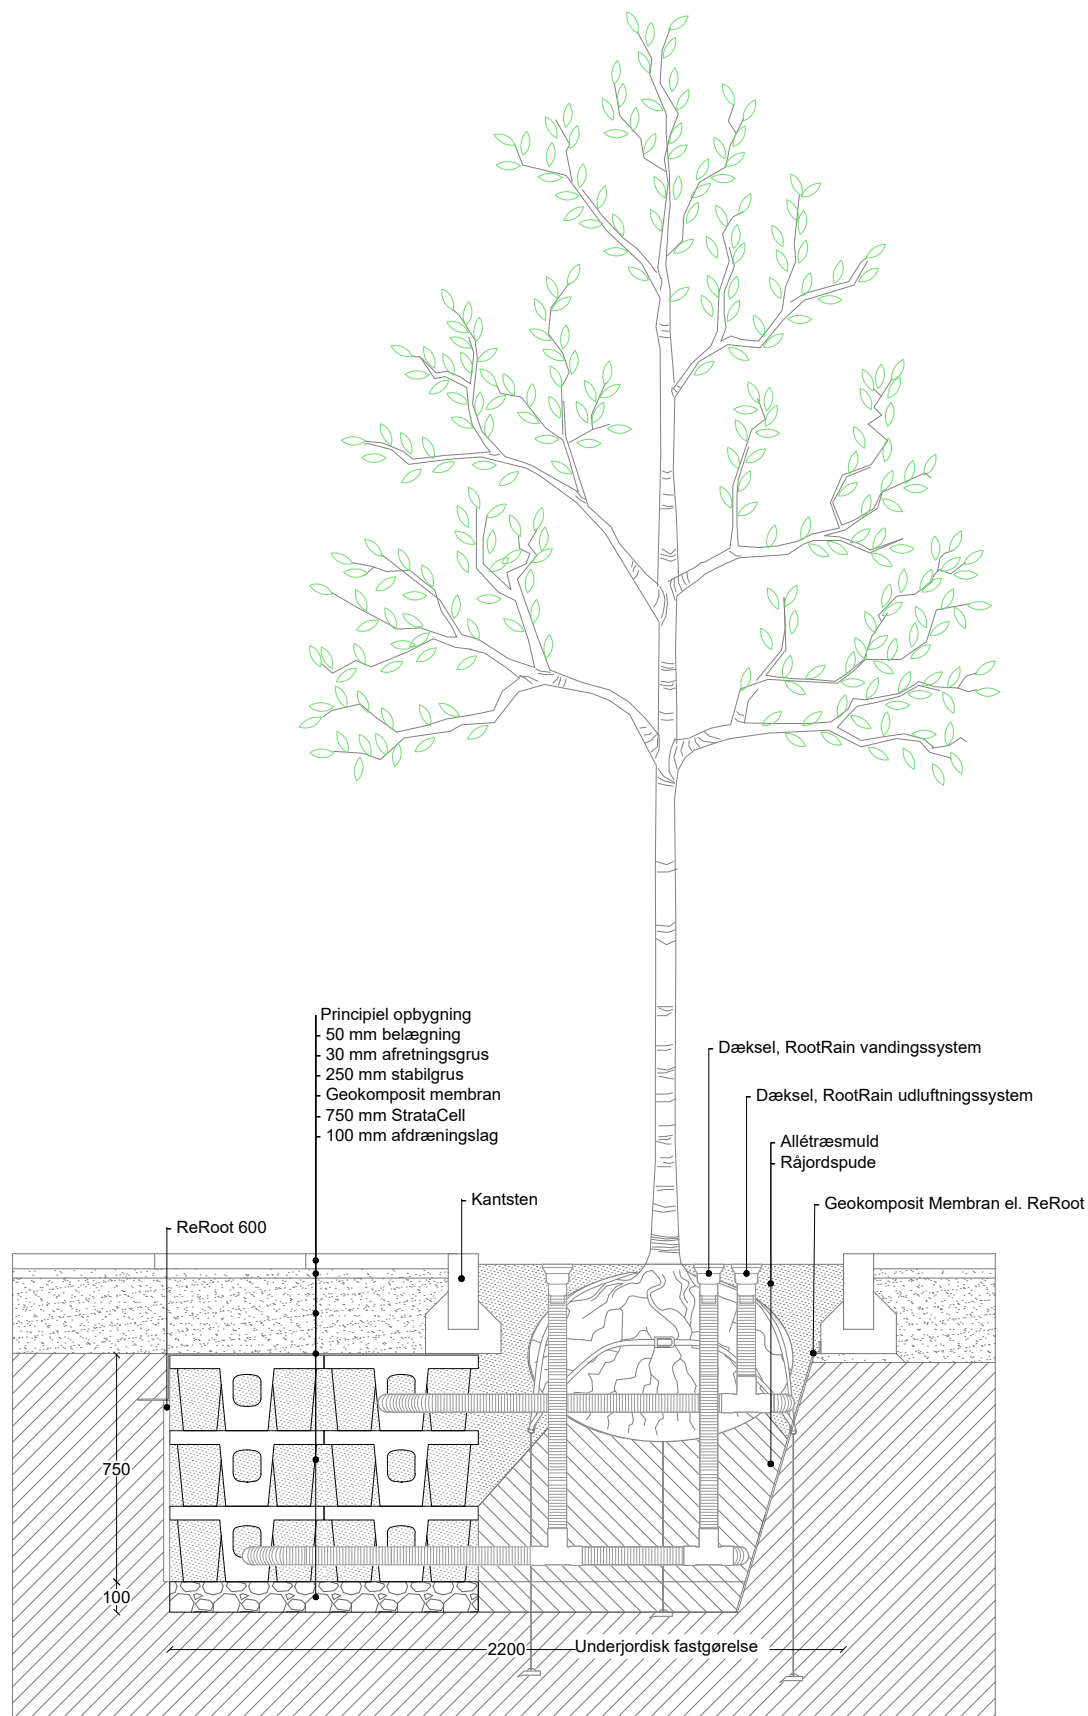 Principiel opbygning
50 mm belægning
30 mm afretningsgrus
250 mm stabilgrus
Geokomposit membran
750 mm StrataCell
100 mm afdræningslag
Dæksel, RootRain vandingssystem
Dæksel, RootRain udluftningssystem
Allétræsmuld
Råjordspude
Kantsten
Geokomposit Membran el. ReRoot
ReRoot 600
750
100
2200
Underjordisk fastgørelse